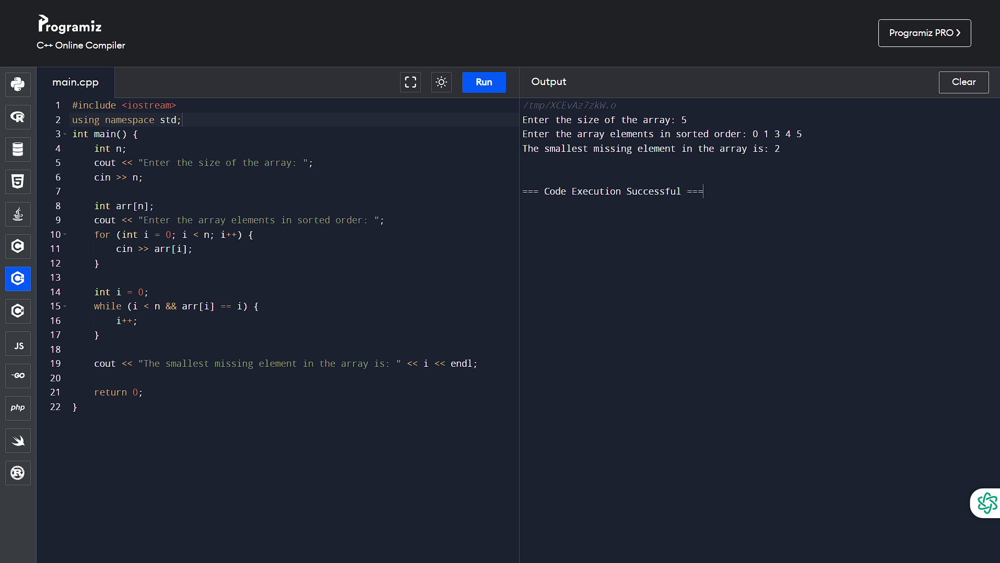 Programiz
C++ Online Compiler
Programiz PRO ❯
main.cpp
Run
Output
Clear
1 #include <iostream>
2 using namespace std;
3 int main() {
4     int n;
5     cout << "Enter the size of the array: ";
6     cin >> n;
7
8     int arr[n];
9     cout << "Enter the array elements in sorted order: ";
10     for (int i = 0; i < n; i++) {
11         cin >> arr[i];
12     }
13
14     int i = 0;
15     while (i < n && arr[i] == i) {
16         i++;
17     }
18
19     cout << "The smallest missing element in the array is: " << i << endl;
20
21     return 0;
22 }
/tmp/XCEvAz7zkW.o
Enter the size of the array: 5
Enter the array elements in sorted order: 0 1 3 4 5
The smallest missing element in the array is: 2
=== Code Execution Successful ===
R
5
C
C++
C#
JS
GO
php
R